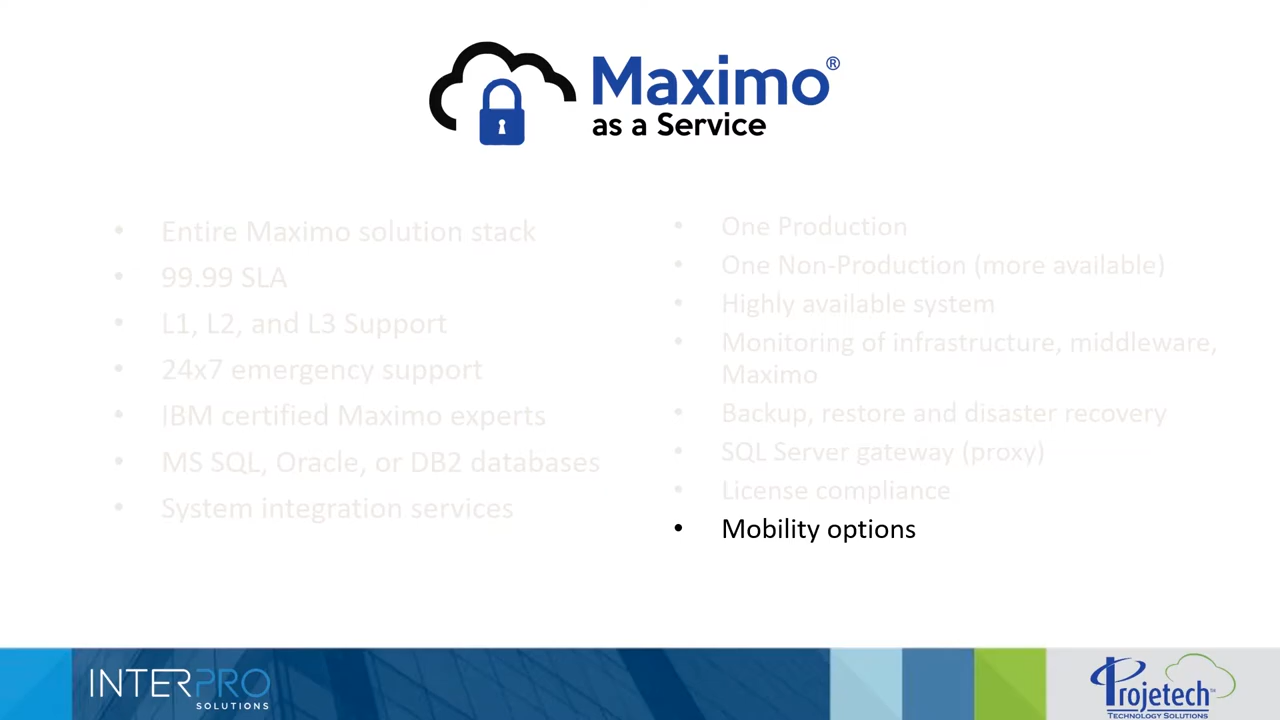 Maximo®
as a Service
• Entire Maximo solution stack
• 99.99 SLA
• L1, L2, and L3 Support
• 24x7 emergency support
• IBM certified Maximo experts
• MS SQL, Oracle, or DB2 databases
• System integration services
• One Production
• One Non-Production (more available)
• Highly available system
• Monitoring of infrastructure, middleware,
Maximo
• Backup, restore and disaster recovery
• SQL Server gateway (proxy)
• License compliance
• Mobility options
INTERPRO
SOLUTIONS
Projetech™
TECHNOLOGY SOLUTIONS